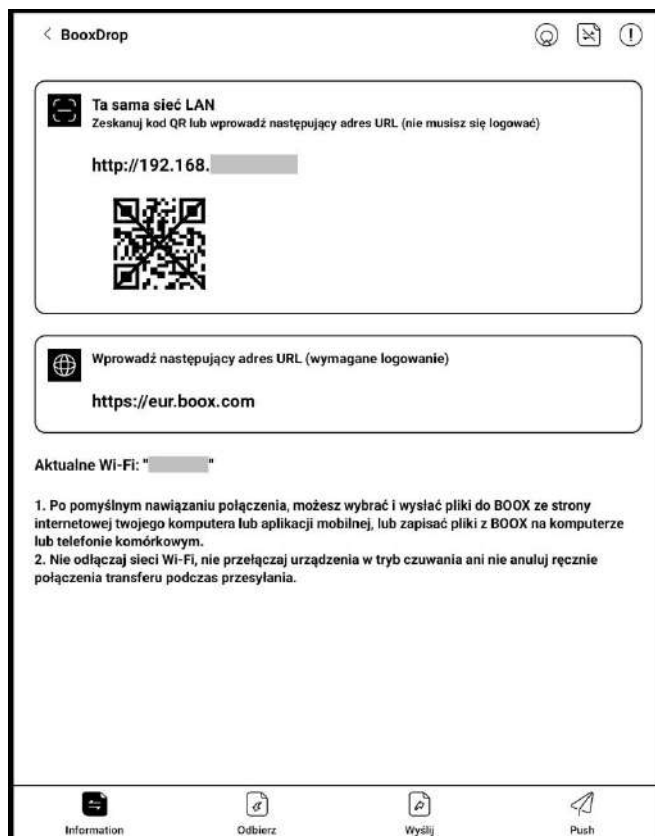 < BooxDrop
Ta sama sieć LAN
Zeskanuj kod QR lub wprowadź następujący adres URL (nie musisz się logować)
http://192.168.
Wprowadź następujący adres URL (wymagane logowanie)
https://eur.boox.com
Aktualne Wi-Fi: " "
1. Po pomyślnym nawiązaniu połączenia, możesz wybrać i wysłać pliki do BOOX ze strony
internetowej twojego komputera lub aplikacji mobilnej, lub zapisać pliki z BOOX na komputerze
lub telefonie komórkowym.
2. Nie odłączaj sieci Wi-Fi, nie przełączaj urządzenia w tryb czuwania ani nie anuluj ręcznie
połączenia transferu podczas przesyłania.
Information Odbierz Wyślij Push